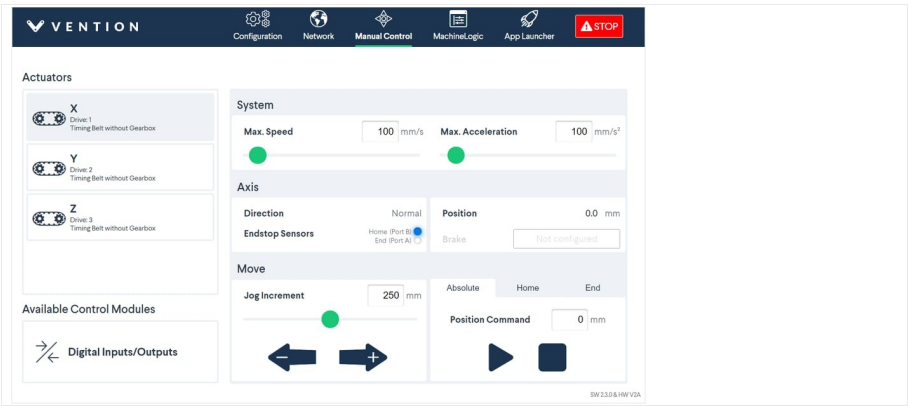 VENTION
Configuration
Network
Manual Control
MachineLogic
App Launcher
STOP
Actuators
X
Drive: 1
Timing Belt without Gearbox
Y
Drive: 2
Timing Belt without Gearbox
Z
Drive: 3
Timing Belt without Gearbox
Available Control Modules
Digital Inputs/Outputs
System
Max. Speed 100 mm/s
Max. Acceleration 100 mm/s²
Axis
Direction Normal
Endstop Sensors
Home (Port B)
End (Port A)
Position 0.0 mm
Brake Not configured
Move
Jog Increment 250 mm
Absolute Home End
Position Command 0 mm
SW 2.3.0 & HW V2A